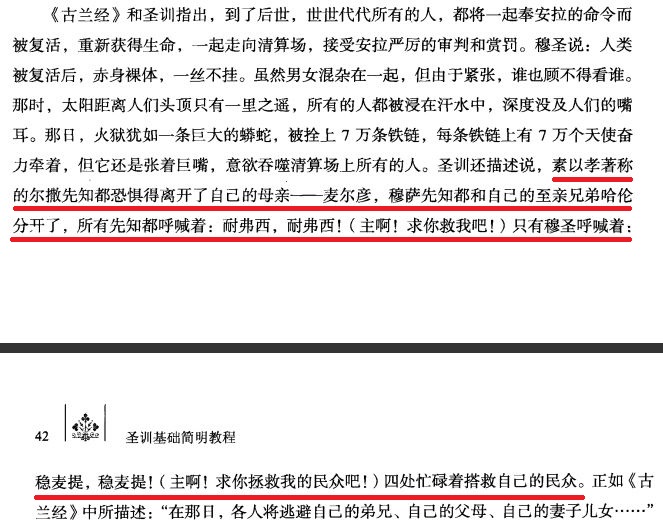 《古兰经》和圣训指出，到了后世，世世代代所有的人，都将一起奉安拉的命令而
被复活，重新获得生命，一起走向清算场，接受安拉严厉的审判和赏罚。穆圣说：人类
被复活后，赤身裸体，一丝不挂。虽然男女混杂在一起，但由于紧张，谁也顾不得看谁。
那时，太阳距离人们头顶只有一里之遥，所有的人都被浸在汗水中，深度没及人们的嘴
耳。那日，火狱犹如一条巨大的蟒蛇，被拴上 7 万条铁链，每条铁链上有 7 万个天使奋
力牵着，但它还是张着巨嘴，意欲吞噬清算场上所有的人。圣训还描述说，素以孝著称
的尔撒先知都恐惧得离开了自己的母亲——麦尔彦，穆萨先知都和自己的至亲兄弟哈伦
分开了，所有先知都呼喊着：耐弗西，耐弗西！（主啊！求你救我吧！）只有穆圣呼喊着：
42 圣训基础简明教程
稳麦提，稳麦提！（主啊！求你拯救我的民众吧！）四处忙碌着搭救自己的民众。正如《古
兰经》中所描述：“在那日，各人将逃避自己的弟兄、自己的父母、自己的妻子儿女……”